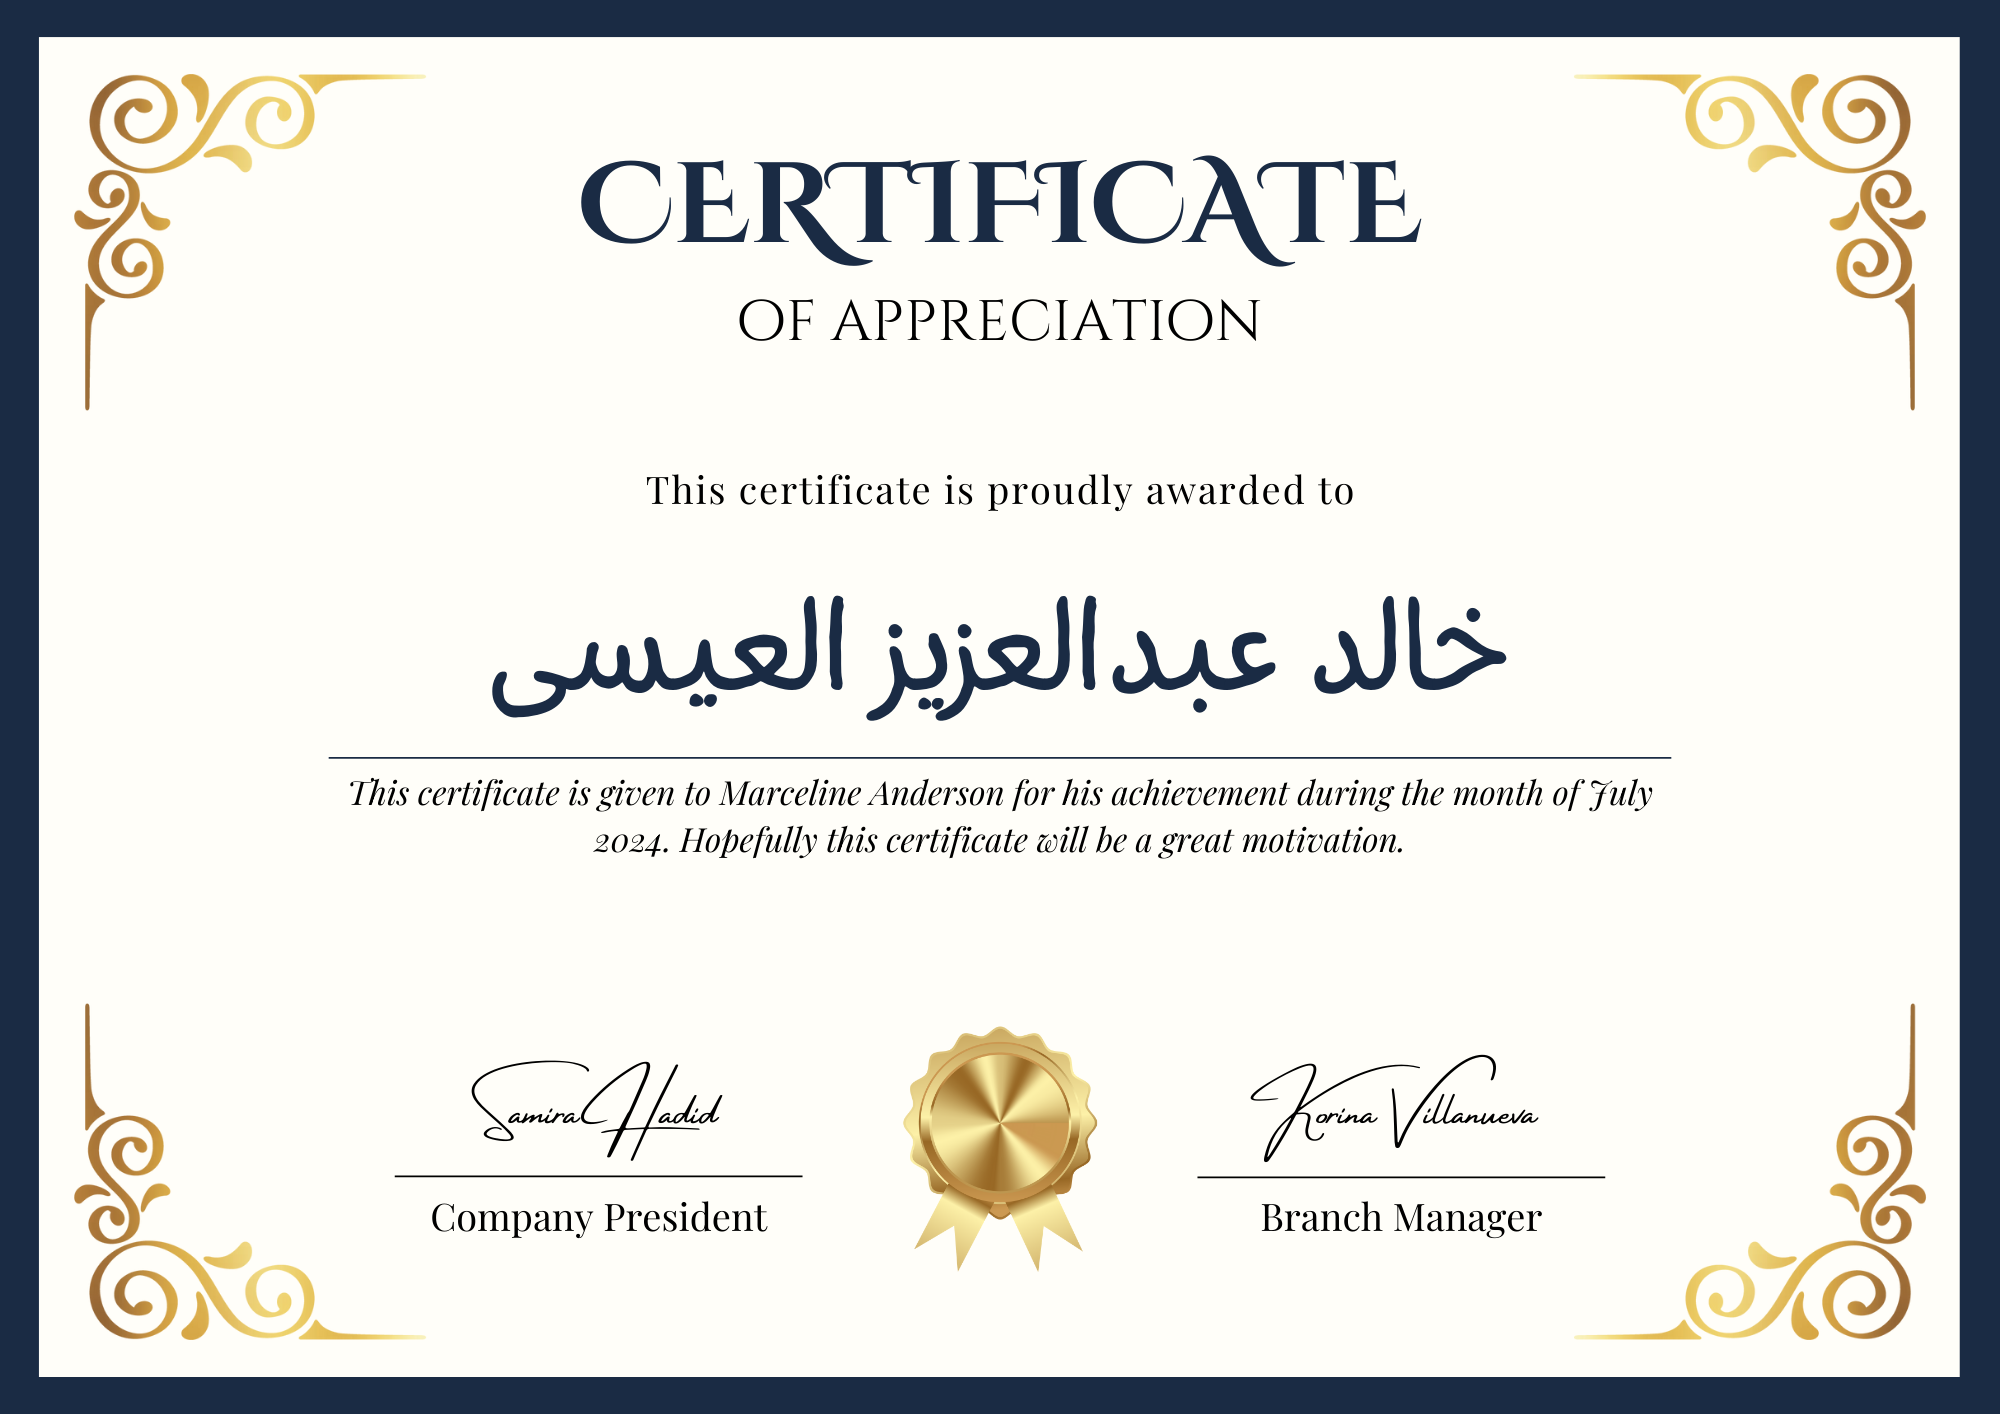 CERTIFICATE
OF APPRECIATION
This certificate is proudly awarded to
خالد عبدالعزيز العيسى
This certificate is given to Marceline Anderson for his achievement during the month of July
2024. Hopefully this certificate will be a great motivation.
Samira Hadid
Korina Villanueva
Company President
Branch Manager